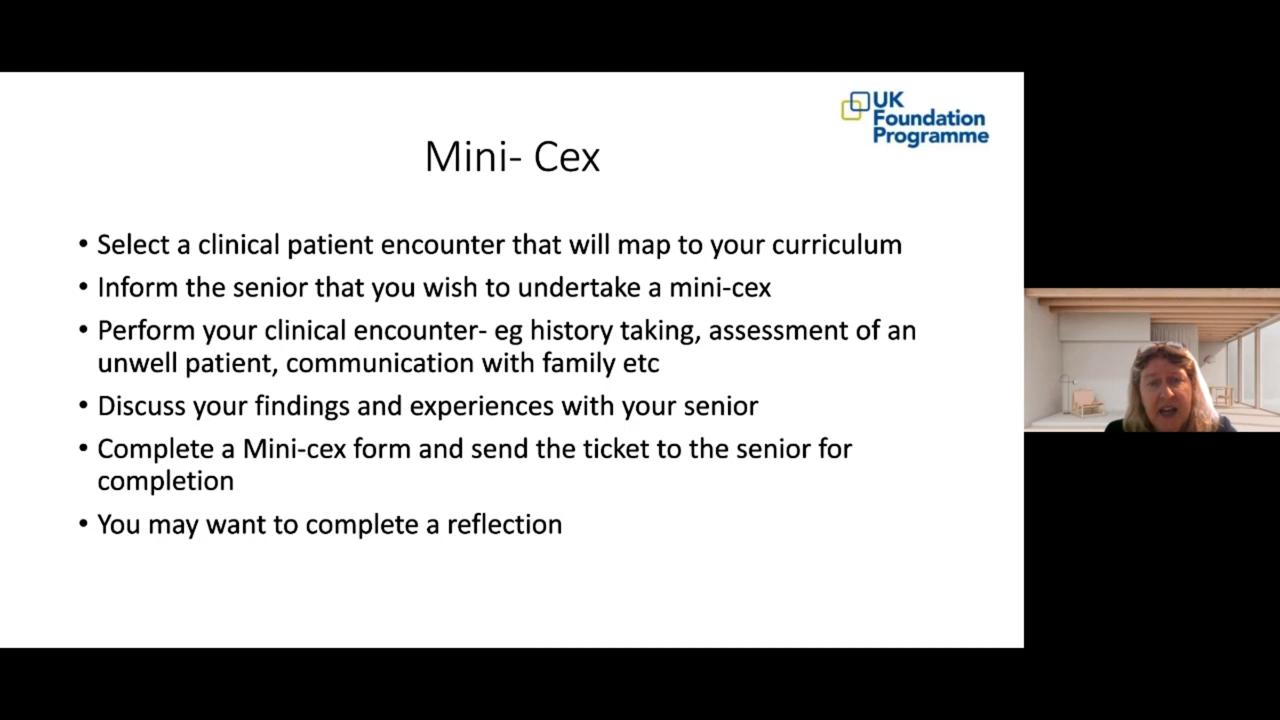 UK
Foundation
Programme
Mini- Cex
• Select a clinical patient encounter that will map to your curriculum
• Inform the senior that you wish to undertake a mini-cex
• Perform your clinical encounter- eg history taking, assessment of an
unwell patient, communication with family etc
• Discuss your findings and experiences with your senior
• Complete a Mini-cex form and send the ticket to the senior for
completion
• You may want to complete a reflection